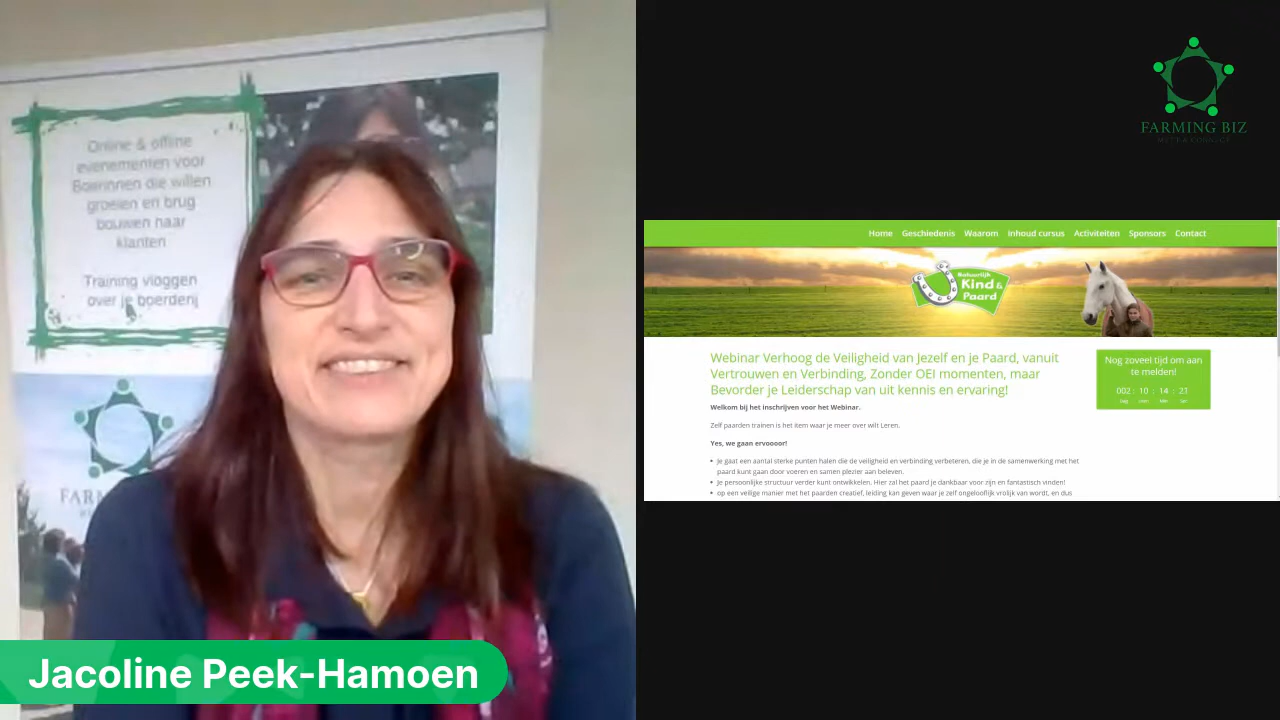 Online & offline
evenementen voor
Boerinnen die willen
groeien en brug
bouwen naar
klanten
Training vloggen
over je boerderij
FARM
Jacoline Peek-Hamoen
FARMING BIZ
Home Geschiedenis Waarom Inhoud cursus Activiteiten Sponsors Contact
Natuurlijk
Kind &
Paard
Webinar Verhoog de Veiligheid van Jezelf en je Paard, vanuit
Vertrouwen en Verbinding, Zonder OEI momenten, maar
Bevorder je Leiderschap van uit kennis en ervaring!
Welkom bij het inschrijven voor het Webinar.
Zelf paarden trainen is het item waar je meer over wilt Leren.
Yes, we gaan ervoooor!
• Je gaat een aantal sterke punten halen die de veiligheid en verbinding verbeteren, die je in de samenwerking met het
paard kunt gaan door voeren en samen plezier aan beleven.
• Je persoonlijke structuur verder kunt ontwikkelen. Hier zal het paard je dankbaar voor zijn en fantastisch vinden!
• op een veilige manier met het paarden creatief, leiding kan geven waar je zelf ongelooflijk vrolijk van wordt, en dus
Nog zoveel tijd om aan
te melden!
002 : 10 : 14 :